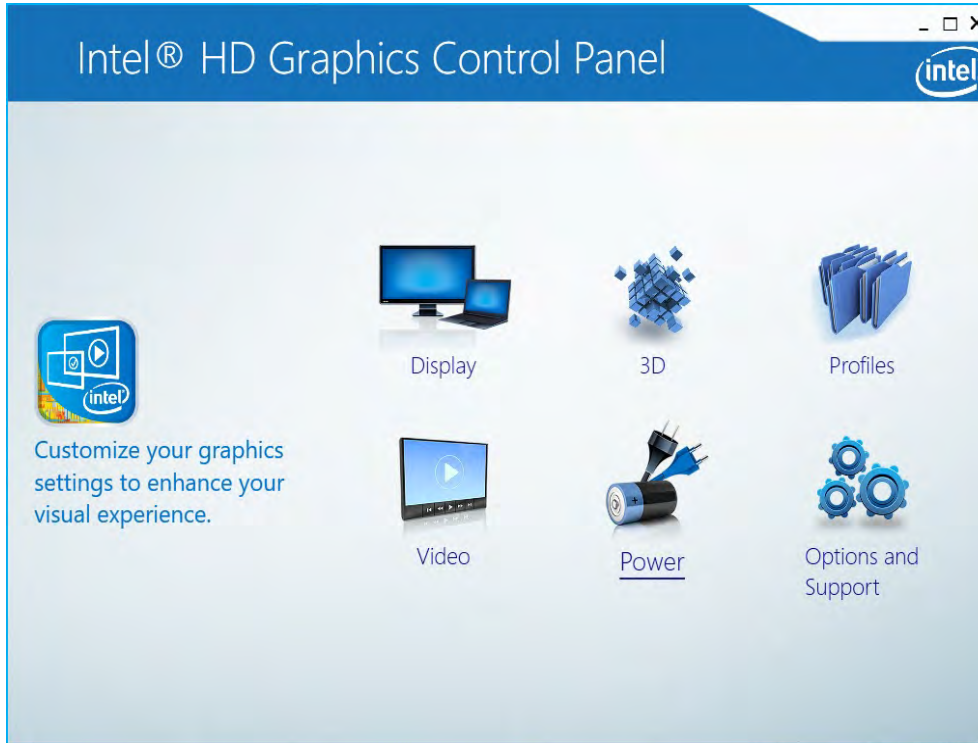 Intel® HD Graphics Control Panel
intel
Display
3D
Profiles
intel
Customize your graphics
settings to enhance your
visual experience.
Video
Power
Options and
Support